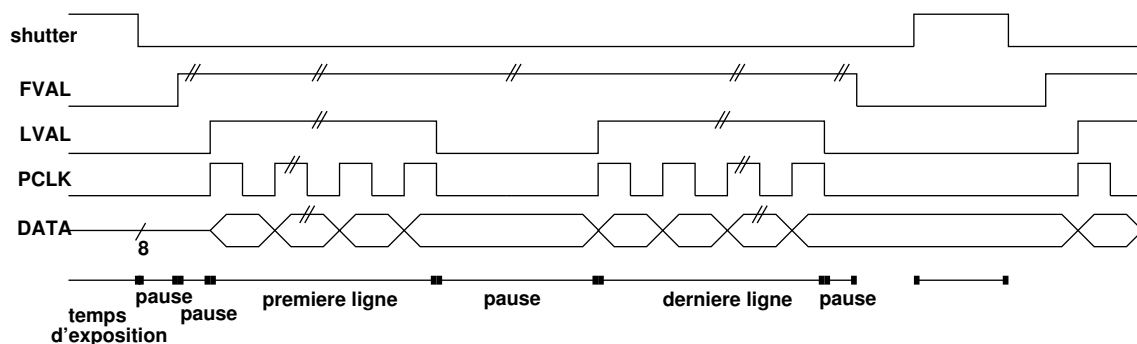 shutter
FVAL
LVAL
PCLK
DATA
8
pause
pause
premiere ligne
pause
derniere ligne
pause
temps
d'exposition